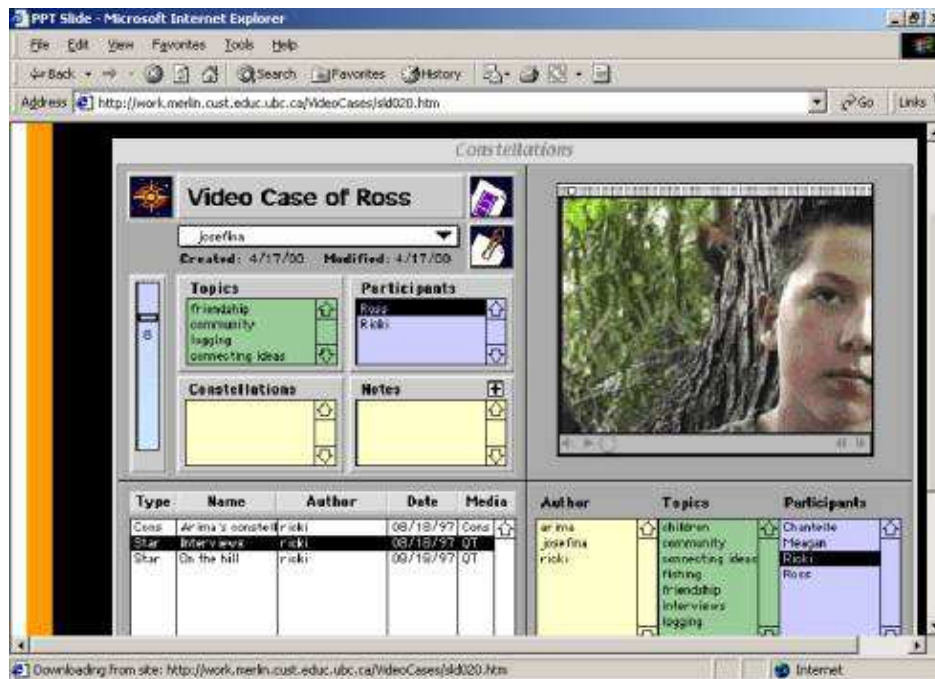 PPT Slide - Microsoft Internet Explorer
File Edit View Favorites Tools Help
Back Search Favorites History
Address http://work.merlin.cust.educ.ubc.ca/VideoCases/sld020.htm Go Links
Constellations
Video Case of Ross
josefina
Created: 4/17/00 Modified: 4/17/00
Topics
friendship
community
logging
connecting ideas
Participants
Ross
Ricki
8
Constellations
Notes
Type Name Author Date Media
Cons Arima's constell ricki 08/18/97 Cons
Star Interviews ricki 08/18/97 QT
Star On the hill ricki 08/18/97 QT
Author
arima
josefina
ricki
Topics
children
community
connecting ideas
fishing
friendship
interviews
logging
Participants
Chantelle
Meagan
Ricki
Ross
Downloading from site: http://work.merlin.cust.educ.ubc.ca/VideoCases/sld020.htm Internet